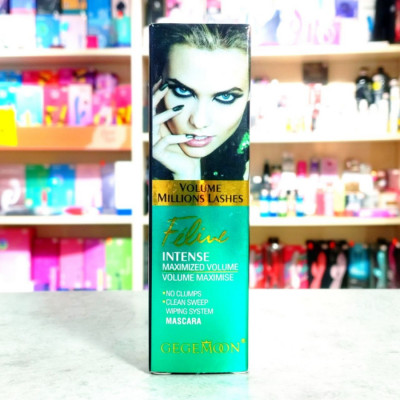 VOLUME
MILLIONS LASHES
Feline
INTENSE
MAXIMIZED VOLUME
VOLUME MAXIMISE
• NO CLUMPS
• CLEAN SWEEP
WIPING SYSTEM
MASCARA
GEGEMOON®